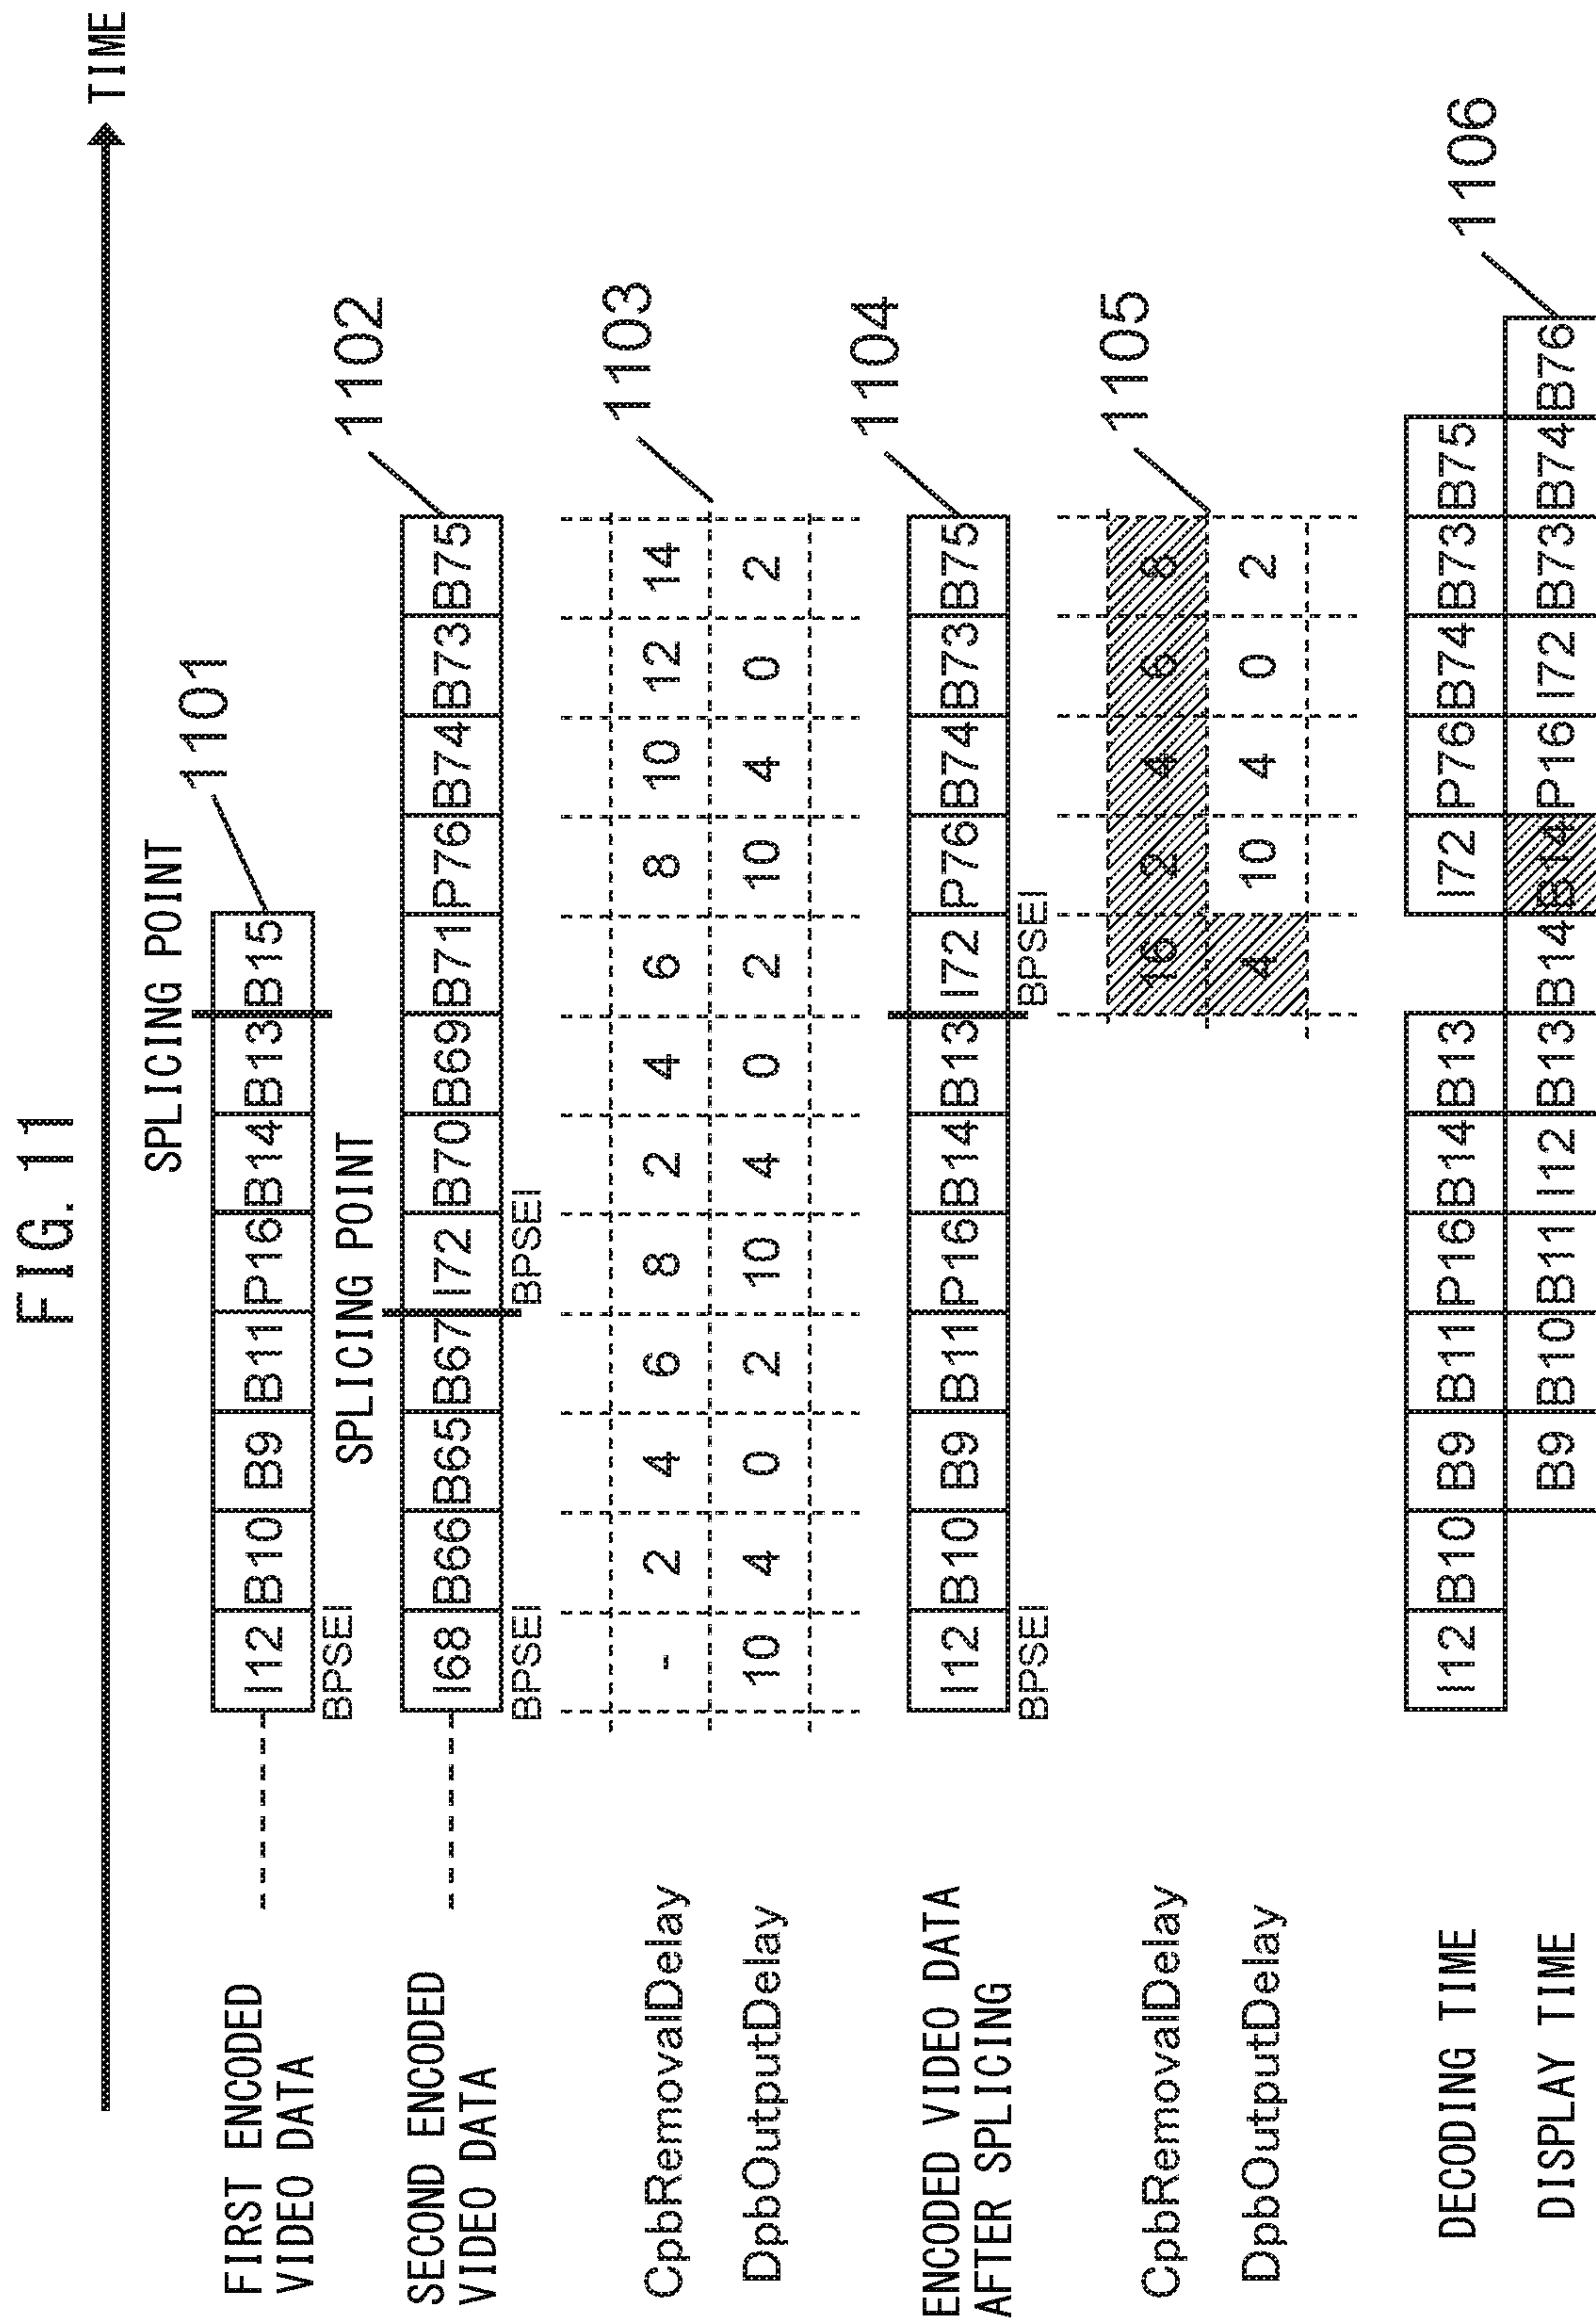 FIG. 11
TIME
SPLICING POINT
1101
FIRST ENCODED
VIDEO DATA
I12 B10 B9 B11 P16 B14 B13 B15
BPSEI
SPLICING POINT
1102
SECOND ENCODED
VIDEO DATA
I68 B66 B65 B67 I72 B70 B69 B71 P76 B74 B73 B75
BPSEI BPSEI
1103
CpbRemovalDelay - 2 4 6 8 2 4 6 8 10 12 14
DpbOutputDelay 10 4 0 2 10 4 0 2 10 4 0 2
1104
ENCODED VIDEO DATA
AFTER SPLICING
I12 B10 B9 B11 P16 B14 B13 I72 P76 B74 B73 B75
BPSEI BPSEI
1105
CpbRemovalDelay 16 2 4 6 8
DpbOutputDelay 4 10 4 0 2
1106
DECODING TIME I12 B10 B9 B11 P16 B14 B13 I72 P76 B74 B73 B75
DISPLAY TIME B9 B10 B11 I12 B13 B14 B14 P16 I72 B73 B74 B76